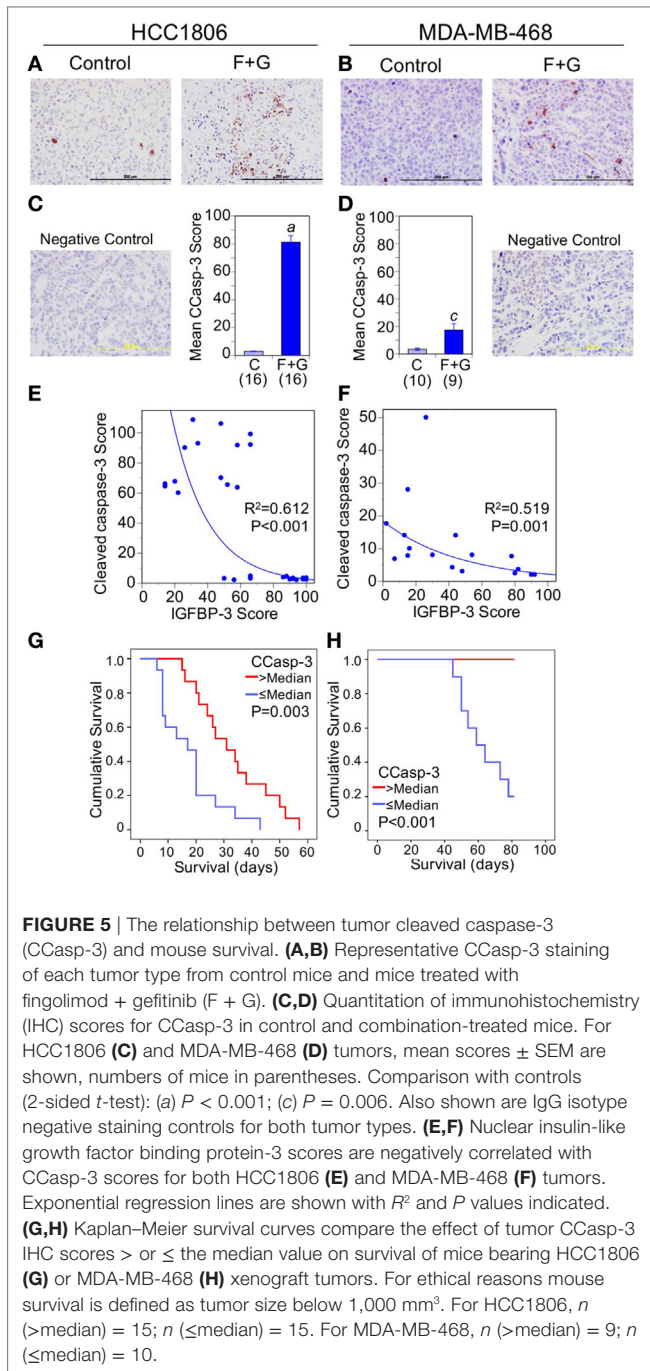 HCC1806
MDA-MB-468
A
Control
F+G
B
Control
F+G
C
Negative Control
Mean CCasp-3 Score
100
80
60
40
20
0
a
C
(16)
F+G
(16)
D
Mean CCasp-3 Score
100
80
60
40
20
0
c
C
(10)
F+G
(9)
Negative Control
E
Cleaved caspase-3 Score
100
80
60
40
20
0
R²=0.612
P<0.001
0 20 40 60 80 100
IGFBP-3 Score
F
Cleaved caspase-3 Score
50
40
30
20
10
0
R²=0.519
P=0.001
0 20 40 60 80 100
IGFBP-3 Score
G
Cumulative Survival
1.0
0.8
0.6
0.4
0.2
0
CCasp-3
>Median
≤Median
P=0.003
0 10 20 30 40 50 60
Survival (days)
H
Cumulative Survival
1.0
0.8
0.6
0.4
0.2
0
CCasp-3
>Median
≤Median
P<0.001
0 20 40 60 80 100
Survival (days)
FIGURE 5 | The relationship between tumor cleaved caspase-3
(CCasp-3) and mouse survival. (A,B) Representative CCasp-3 staining
of each tumor type from control mice and mice treated with
fingolimod + gefitinib (F + G). (C,D) Quantitation of immunohistochemistry
(IHC) scores for CCasp-3 in control and combination-treated mice. For
HCC1806 (C) and MDA-MB-468 (D) tumors, mean scores ± SEM are
shown, numbers of mice in parentheses. Comparison with controls
(2-sided t-test): (a) P < 0.001; (c) P = 0.006. Also shown are IgG isotype
negative staining controls for both tumor types. (E,F) Nuclear insulin-like
growth factor binding protein-3 scores are negatively correlated with
CCasp-3 scores for both HCC1806 (E) and MDA-MB-468 (F) tumors.
Exponential regression lines are shown with R² and P values indicated.
(G,H) Kaplan–Meier survival curves compare the effect of tumor CCasp-3
IHC scores > or ≤ the median value on survival of mice bearing HCC1806
(G) or MDA-MB-468 (H) xenograft tumors. For ethical reasons mouse
survival is defined as tumor size below 1,000 mm³. For HCC1806, n
(>median) = 15; n (≤median) = 15. For MDA-MB-468, n (>median) = 9; n
(≤median) = 10.